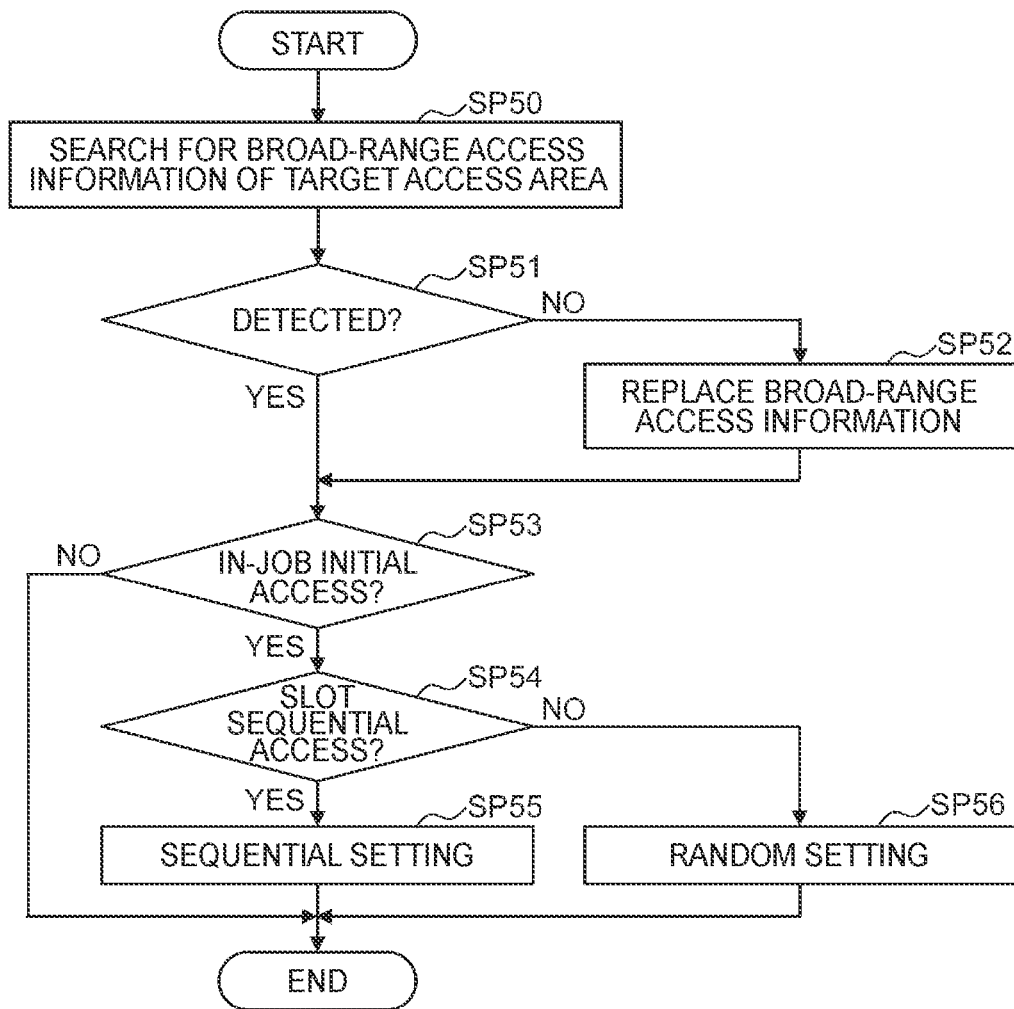 START
SP50
SEARCH FOR BROAD-RANGE ACCESS
INFORMATION OF TARGET ACCESS AREA
SP51
DETECTED?
NO
YES
SP52
REPLACE BROAD-RANGE
ACCESS INFORMATION
SP53
NO
IN-JOB INITIAL
ACCESS?
YES
SP54
SLOT
SEQUENTIAL
ACCESS?
NO
YES
SP55
SEQUENTIAL SETTING
SP56
RANDOM SETTING
END